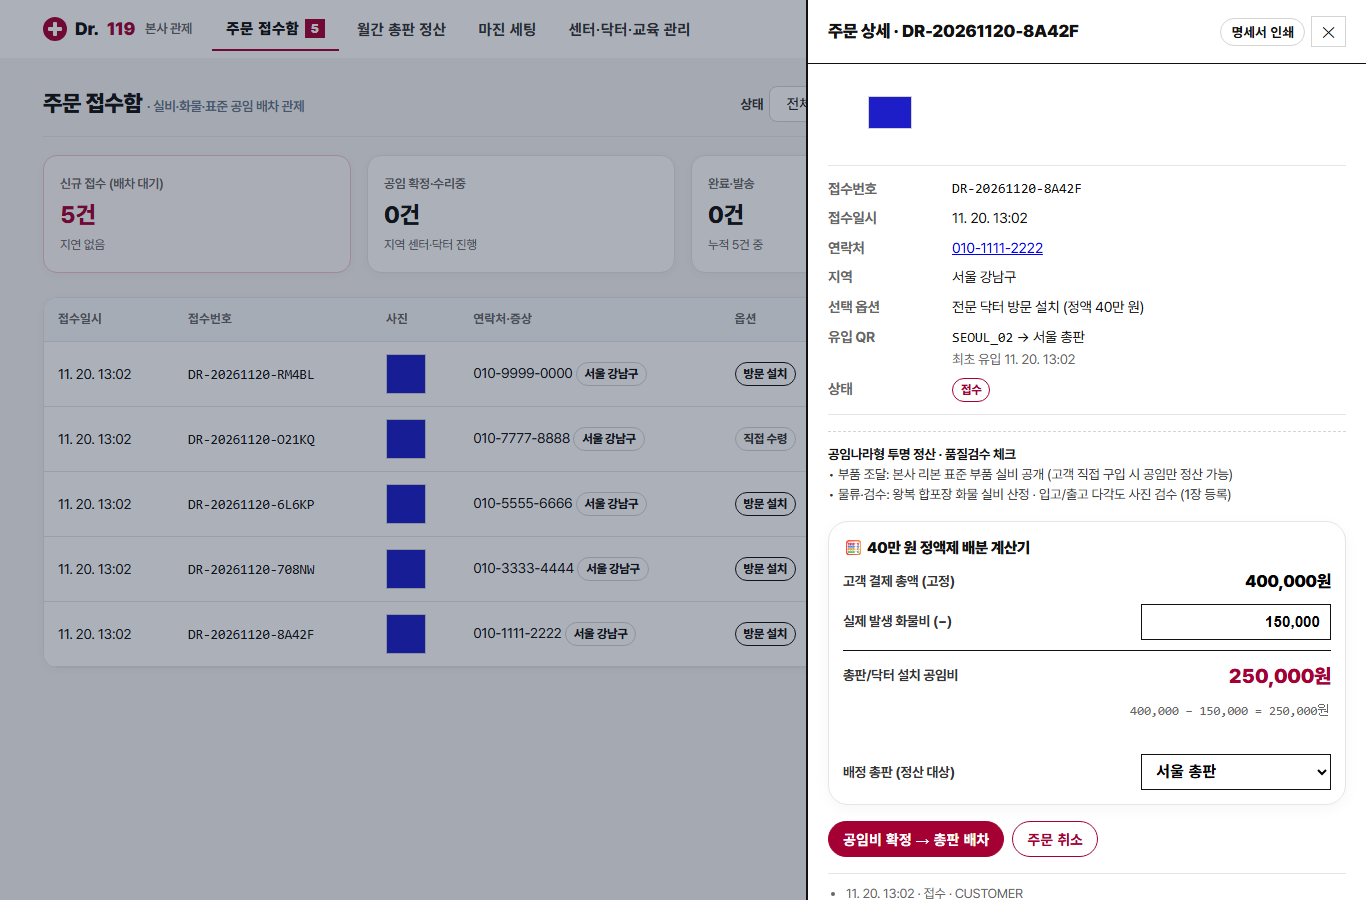 Dr. 119 본사 관제
주문 접수함 5
월간 총판 정산
마진 세팅
센터·닥터·교육 관리
주문 접수함 · 실비·화물·표준 공임 배차 관제
상태
신규 접수 (배차 대기)
5건
지연 없음
공임 확정·수리중
0건
지역 센터·닥터 진행
완료·발송
0건
누적 5건 중
접수일시 접수번호 사진 연락처·증상 옵션
11. 20. 13:02 DR-20261120-RM4BL 010-9999-0000 서울 강남구 방문 설치
11. 20. 13:02 DR-20261120-O21KQ 010-7777-8888 서울 강남구 직접 수령
11. 20. 13:02 DR-20261120-6L6KP 010-5555-6666 서울 강남구 방문 설치
11. 20. 13:02 DR-20261120-708NW 010-3333-4444 서울 강남구 방문 설치
11. 20. 13:02 DR-20261120-8A42F 010-1111-2222 서울 강남구 방문 설치
주문 상세 · DR-20261120-8A42F
명세서 인쇄
접수번호 DR-20261120-8A42F
접수일시 11. 20. 13:02
연락처 010-1111-2222
지역 서울 강남구
선택 옵션 전문 닥터 방문 설치 (정액 40만 원)
유입 QR SEOUL_02 → 서울 총판
최초 유입 11. 20. 13:02
상태 접수
공임나라형 투명 정산 · 품질검수 체크
• 부품 조달: 본사 리본 표준 부품 실비 공개 (고객 직접 구입 시 공임만 정산 가능)
• 물류·검수: 왕복 합포장 화물 실비 산정 · 입고/출고 다각도 사진 검수 (1장 등록)
40만 원 정액제 배분 계산기
고객 결제 총액 (고정) 400,000원
실제 발생 화물비 (−) 150,000
총판/닥터 설치 공임비 250,000원
400,000 − 150,000 = 250,000원
배정 총판 (정산 대상) 서울 총판
공임비 확정 → 총판 배차
주문 취소
• 11. 20. 13:02 · 접수 · CUSTOMER